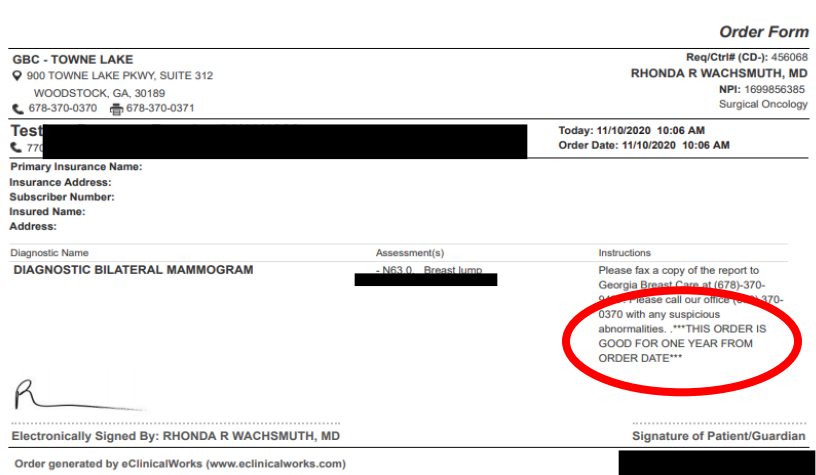 Order Form
GBC - TOWNE LAKE
900 TOWNE LAKE PKWY, SUITE 312
WOODSTOCK, GA, 30189
678-370-0370 678-370-0371
Req/Ctrl# (CD-): 456068
RHONDA R WACHSMUTH, MD
NPI: 1699856385
Surgical Oncology
Test
770
Today: 11/10/2020 10:06 AM
Order Date: 11/10/2020 10:06 AM
Primary Insurance Name:
Insurance Address:
Subscriber Number:
Insured Name:
Address:
Diagnostic Name Assessment(s) Instructions
DIAGNOSTIC BILATERAL MAMMOGRAM
- N63.0, Breast lump
Please fax a copy of the report to
Georgia Breast Care at (678)-370-
Please call our office 370-
0370 with any suspicious
abnormalities. .***THIS ORDER IS
GOOD FOR ONE YEAR FROM
ORDER DATE***
Electronically Signed By: RHONDA R WACHSMUTH, MD
Signature of Patient/Guardian
Order generated by eClinicalWorks (www.eclinicalworks.com)